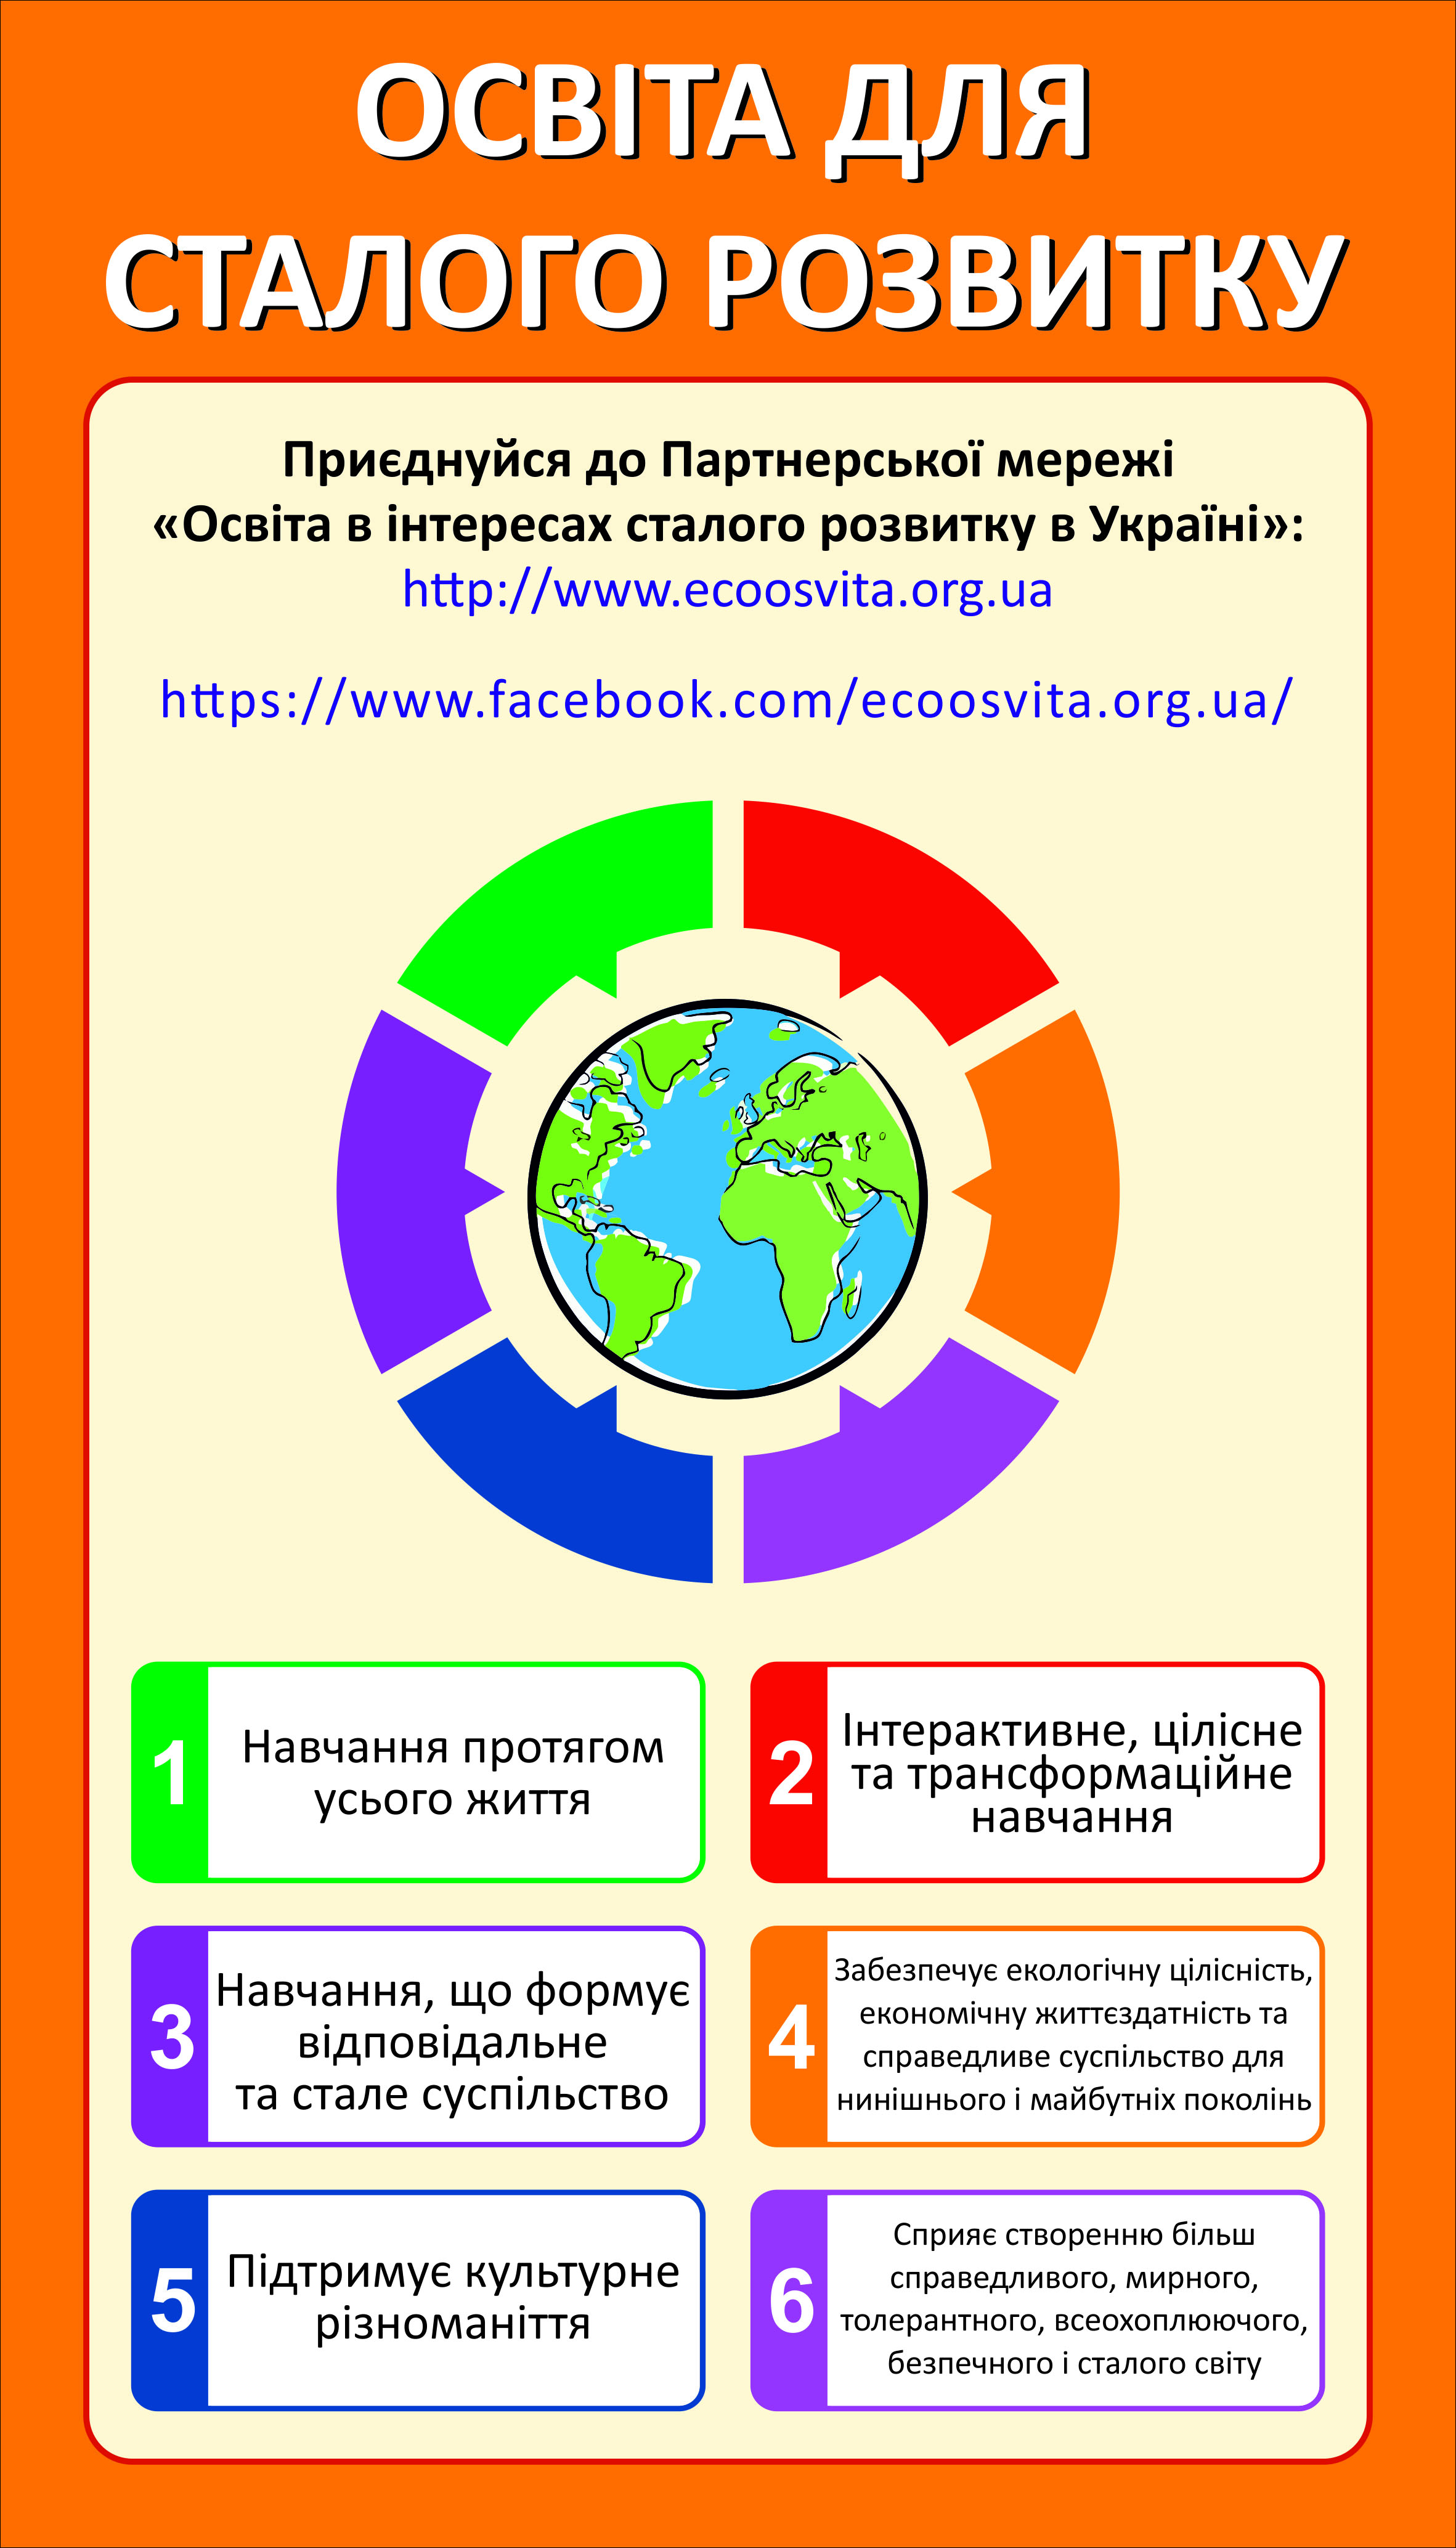 ОСВІТА ДЛЯ
СТАЛОГО РОЗВИТКУ
Приєднуйся до Партнерської мережі
«Освіта в інтересах сталого розвитку в Україні»:
http://www.ecoosvita.org.ua
https://www.facebook.com/ecoosvita.org.ua/
1
Навчання протягом
усього життя
2
Інтерактивне, цілісне
та трансформаційне
навчання
3
Навчання, що формує
відповідальне
та стале суспільство
4
Забезпечує екологічну цілісність,
економічну життєздатність та
справедливе суспільство для
нинішнього і майбутніх поколінь
5
Підтримує культурне
різноманіття
6
Сприяє створенню більш
справедливого, мирного,
толерантного, всеохоплюючого,
безпечного і сталого світу